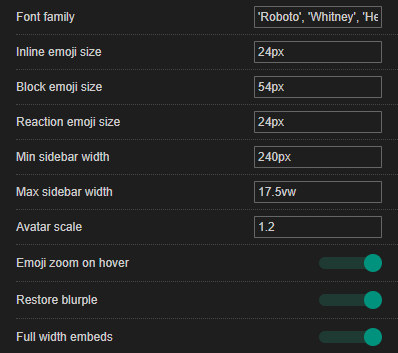 Font family 'Roboto', 'Whitney', 'He
Inline emoji size 24px
Block emoji size 54px
Reaction emoji size 24px
Min sidebar width 240px
Max sidebar width 17.5vw
Avatar scale 1.2
Emoji zoom on hover
Restore blurple
Full width embeds